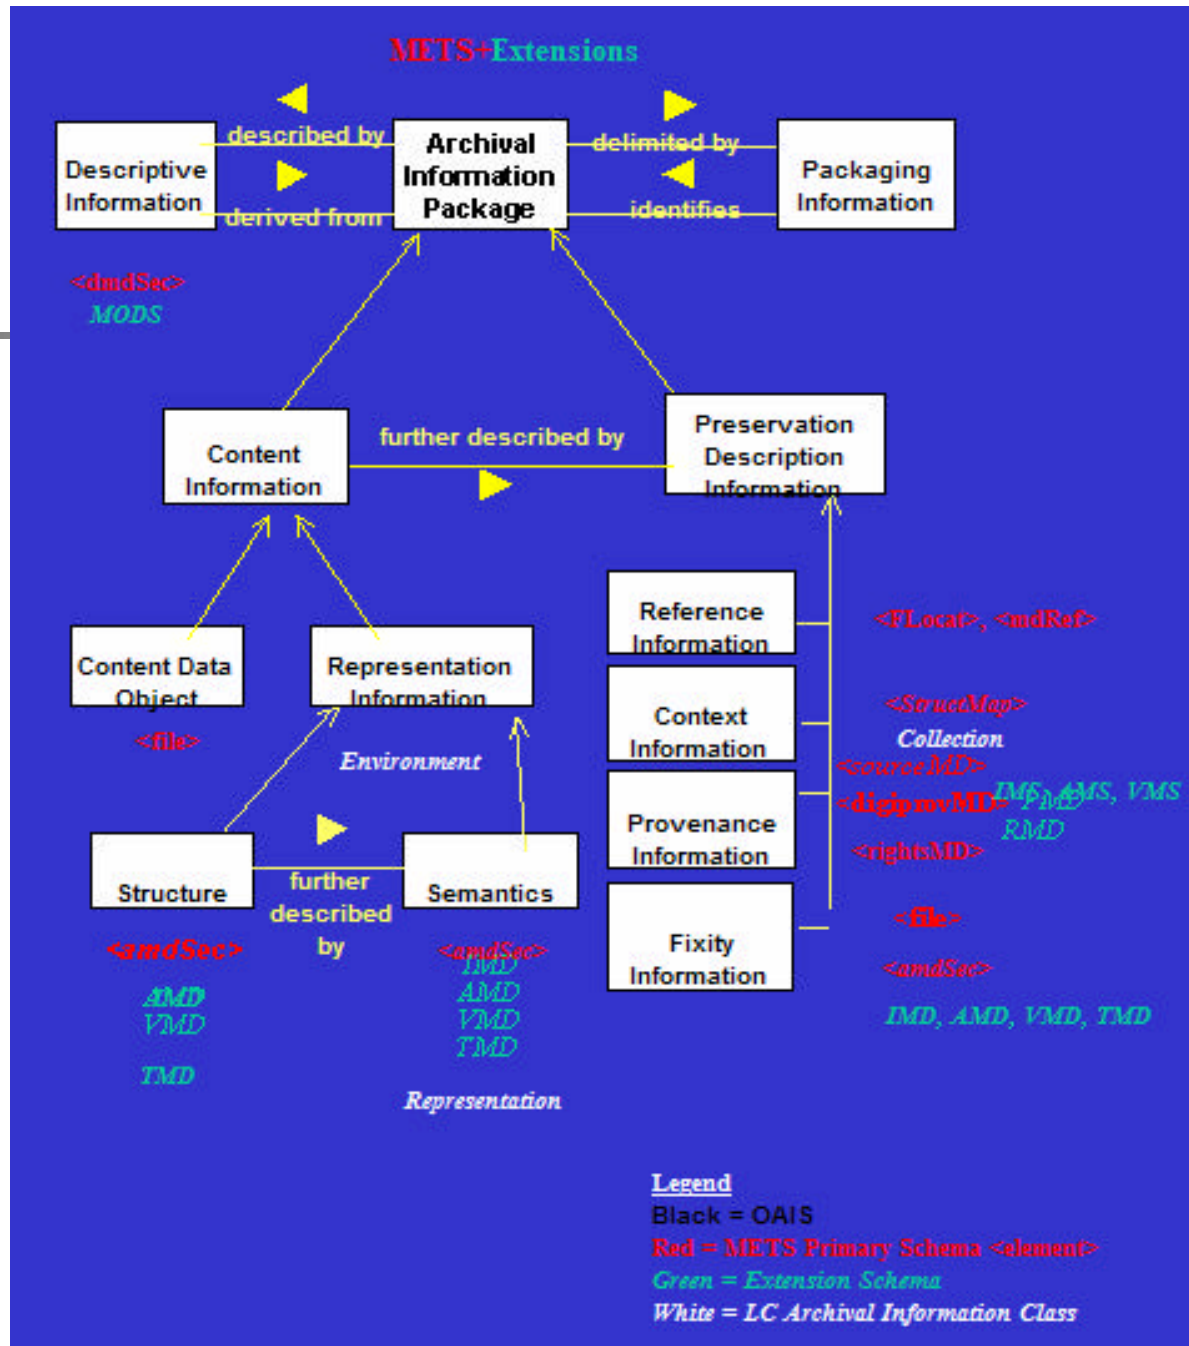 METS+Extensions
described by
delimited by
Descriptive
Information
Archival
Information
Package
Packaging
Information
derived from
identifies
<dmdSec>
MODS
Content
Information
further described by
Preservation
Description
Information
Content Data
Object
<file>
Representation
Information
Environment
Reference
Information
<FLocat>, <mdRef>
Context
Information
<StructMap>
Collection
<sourceMD>
IMS, AMS, VMS
Provenance
Information
<digiprovMD>
PMD
RMD
<rightsMD>
Structure
further
described
by
Semantics
<amdSec>
AMD
VMD
TMD
<amdSec>
IMD
AMD
VMD
TMD
Representation
Fixity
Information
<file>
<amdSec>
IMD, AMD, VMD, TMD
Legend
Black = OAIS
Red = METS Primary Schema <element>
Green = Extension Schema
White = LC Archival Information Class